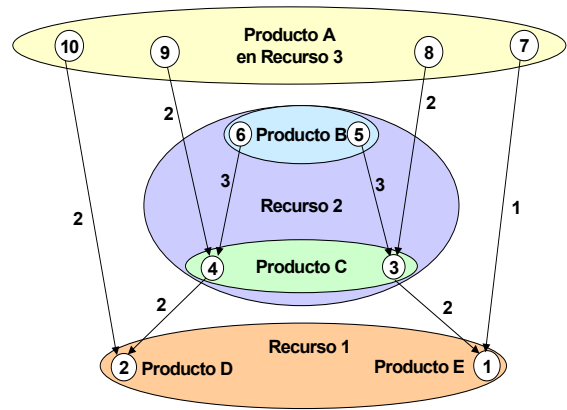 10 9 Producto A 8 7
en Recurso 3
2 2
6 Producto B 5
3 3
2 1
Recurso 2
4 Producto C 3
2 2
Recurso 1
2 Producto D Producto E 1